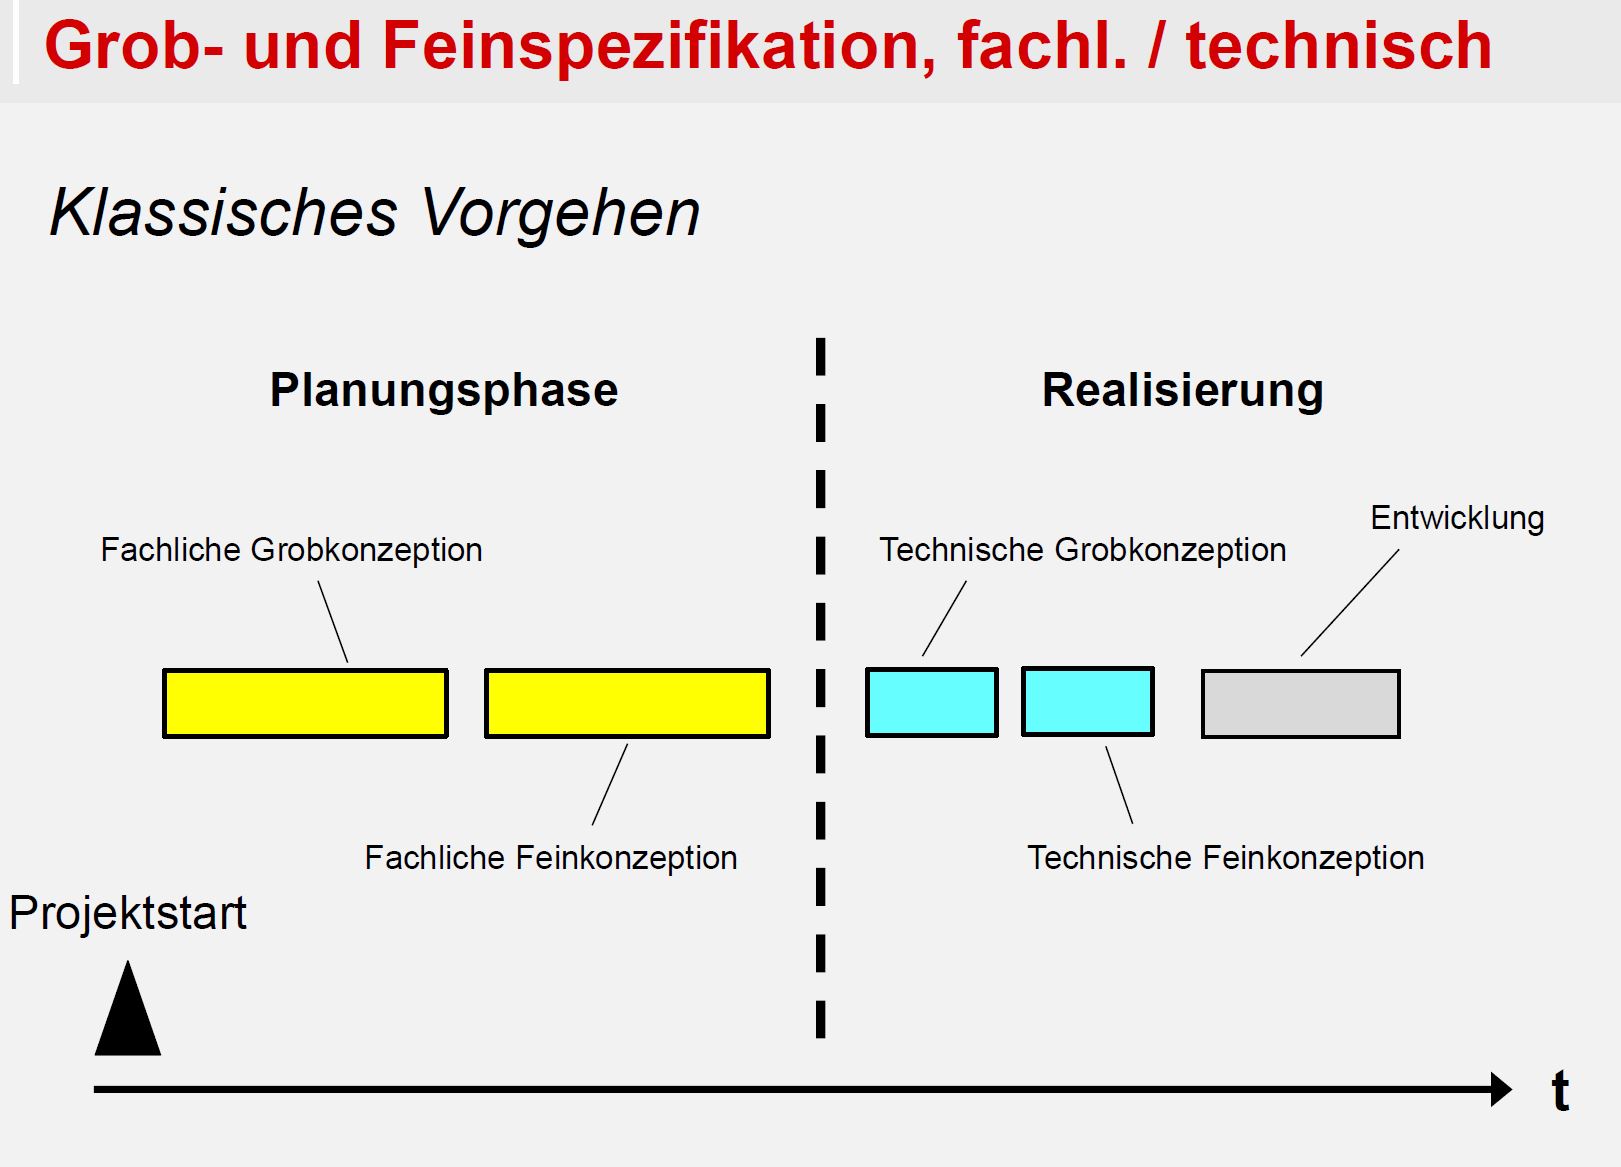 Grob- und Feinspezifikation, fachl. / technisch
Klassisches Vorgehen
Planungsphase
Realisierung
Entwicklung
Fachliche Grobkonzeption
Technische Grobkonzeption
Fachliche Feinkonzeption
Technische Feinkonzeption
Projektstart
t